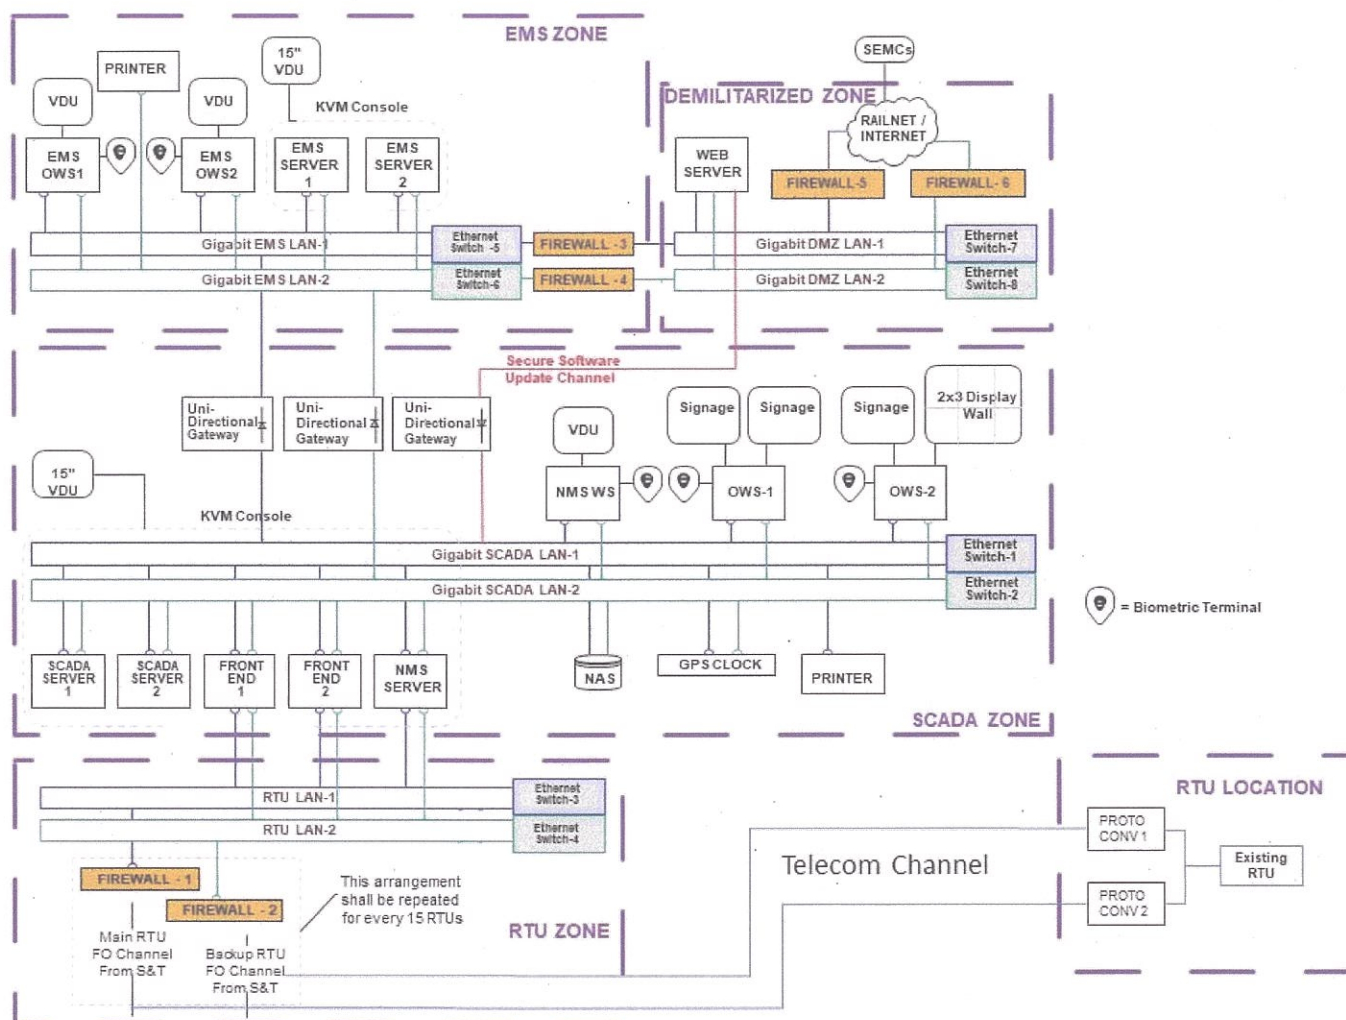 EMS ZONE
15"
VDU
PRINTER
VDU
VDU
KVM Console
EMS
OWS1
EMS
OWS2
EMS
SERVER
1
EMS
SERVER
2
Gigabit EMS LAN-1
Ethernet
Switch -5
FIREWALL - 3
Gigabit EMS LAN-2
Ethernet
Switch-6
FIREWALL - 4
SEMCs
DEMILITARIZED ZONE
RAILNET /
INTERNET
WEB
SERVER
FIREWALL-5
FIREWALL- 6
Gigabit DMZ LAN-1
Ethernet
Switch-7
Gigabit DMZ LAN-2
Ethernet
Switch-8
Secure Software
Update Channel
Uni-
Directional
Gateway
Uni-
Directional
Gateway
Uni-
Directional
Gateway
VDU
Signage
Signage
Signage
2x3 Display
Wall
15"
VDU
NMS WS
OWS-1
OWS-2
KVM Console
Gigabit SCADA LAN-1
Ethernet
Switch-1
Gigabit SCADA LAN-2
Ethernet
Switch-2
= Biometric Terminal
SCADA
SERVER
1
SCADA
SERVER
2
FRONT
END
1
FRONT
END
2
NMS
SERVER
NAS
GPS CLOCK
PRINTER
SCADA ZONE
RTU LAN-1
Ethernet
Switch-3
RTU LAN-2
Ethernet
Switch-4
FIREWALL - 1
FIREWALL - 2
This arrangement
shall be repeated
for every 15 RTUs
Main RTU
FO Channel
From S&T
Backup RTU
FO Channel
From S&T
RTU ZONE
Telecom Channel
RTU LOCATION
PROTO
CONV 1
PROTO
CONV 2
Existing
RTU